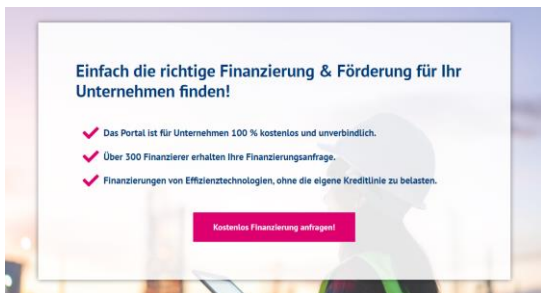 Einfach die richtige Finanzierung & Förderung für Ihr
Unternehmen finden!
Das Portal ist für Unternehmen 100 % kostenlos und unverbindlich.
Über 300 Finanzierer erhalten Ihre Finanzierungsanfrage.
Finanzierungen von Effizienztechnologien, ohne die eigene Kreditlinie zu belasten.
Kostenlos Finanzierung anfragen!